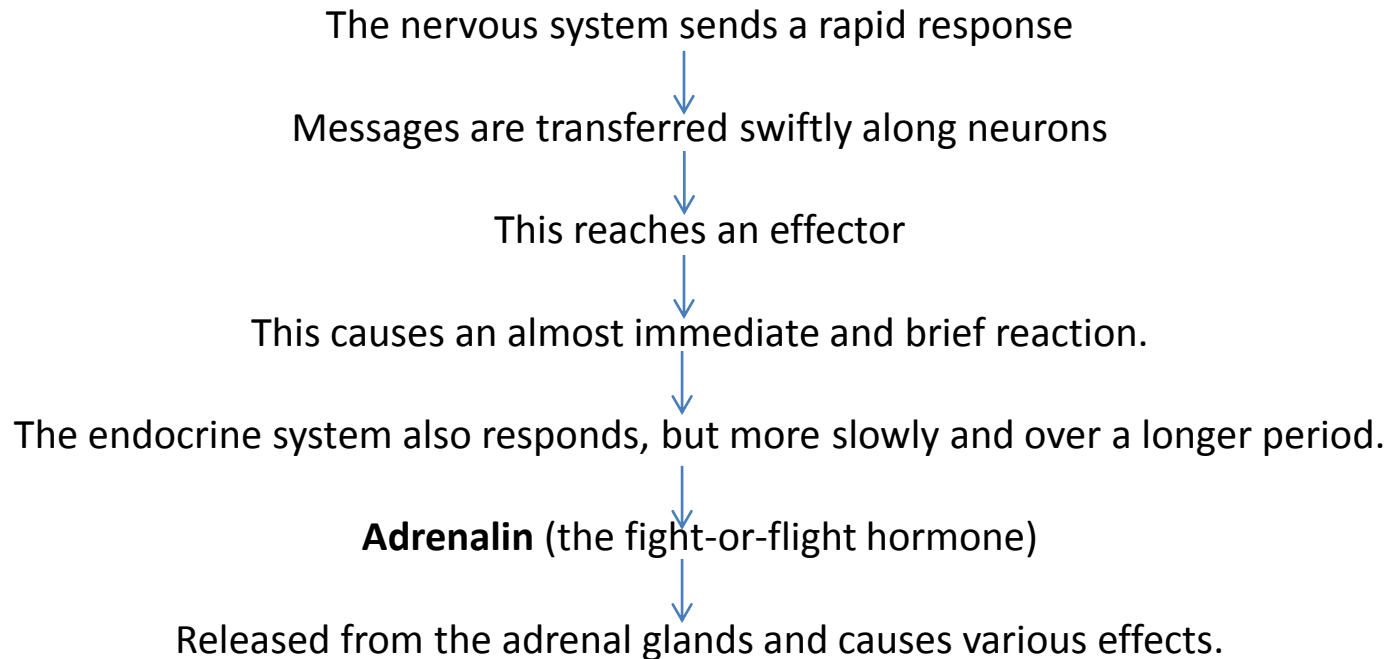 The nervous system sends a rapid response
Messages are transferred swiftly along neurons
This reaches an effector
This causes an almost immediate and brief reaction.
The endocrine system also responds, but more slowly and over a longer period.
Adrenalin (the fight-or-flight hormone)
Released from the adrenal glands and causes various effects.